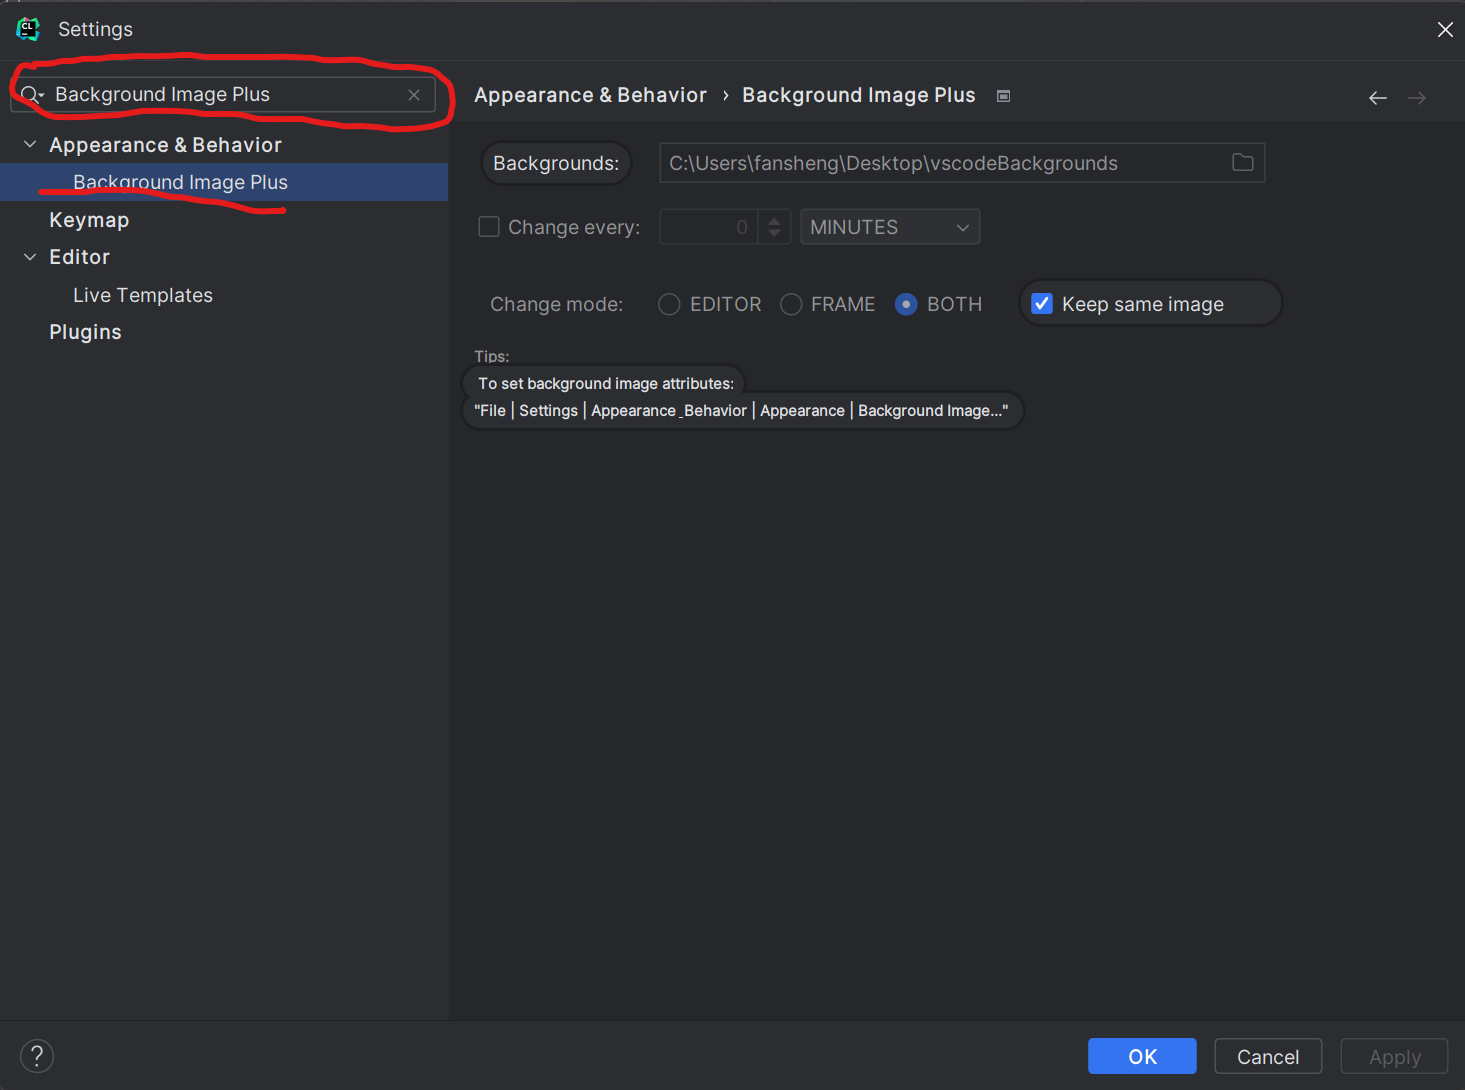 CL
Settings
Background Image Plus
Appearance & Behavior
Background Image Plus
Keymap
Editor
Live Templates
Plugins
Appearance & Behavior › Background Image Plus
Backgrounds: C:\Users\fansheng\Desktop\vscodeBackgrounds
Change every: 0 MINUTES
Change mode: EDITOR FRAME BOTH Keep same image
Tips:
To set background image attributes:
"File | Settings | Appearance_Behavior | Appearance | Background Image..."
? OK Cancel Apply